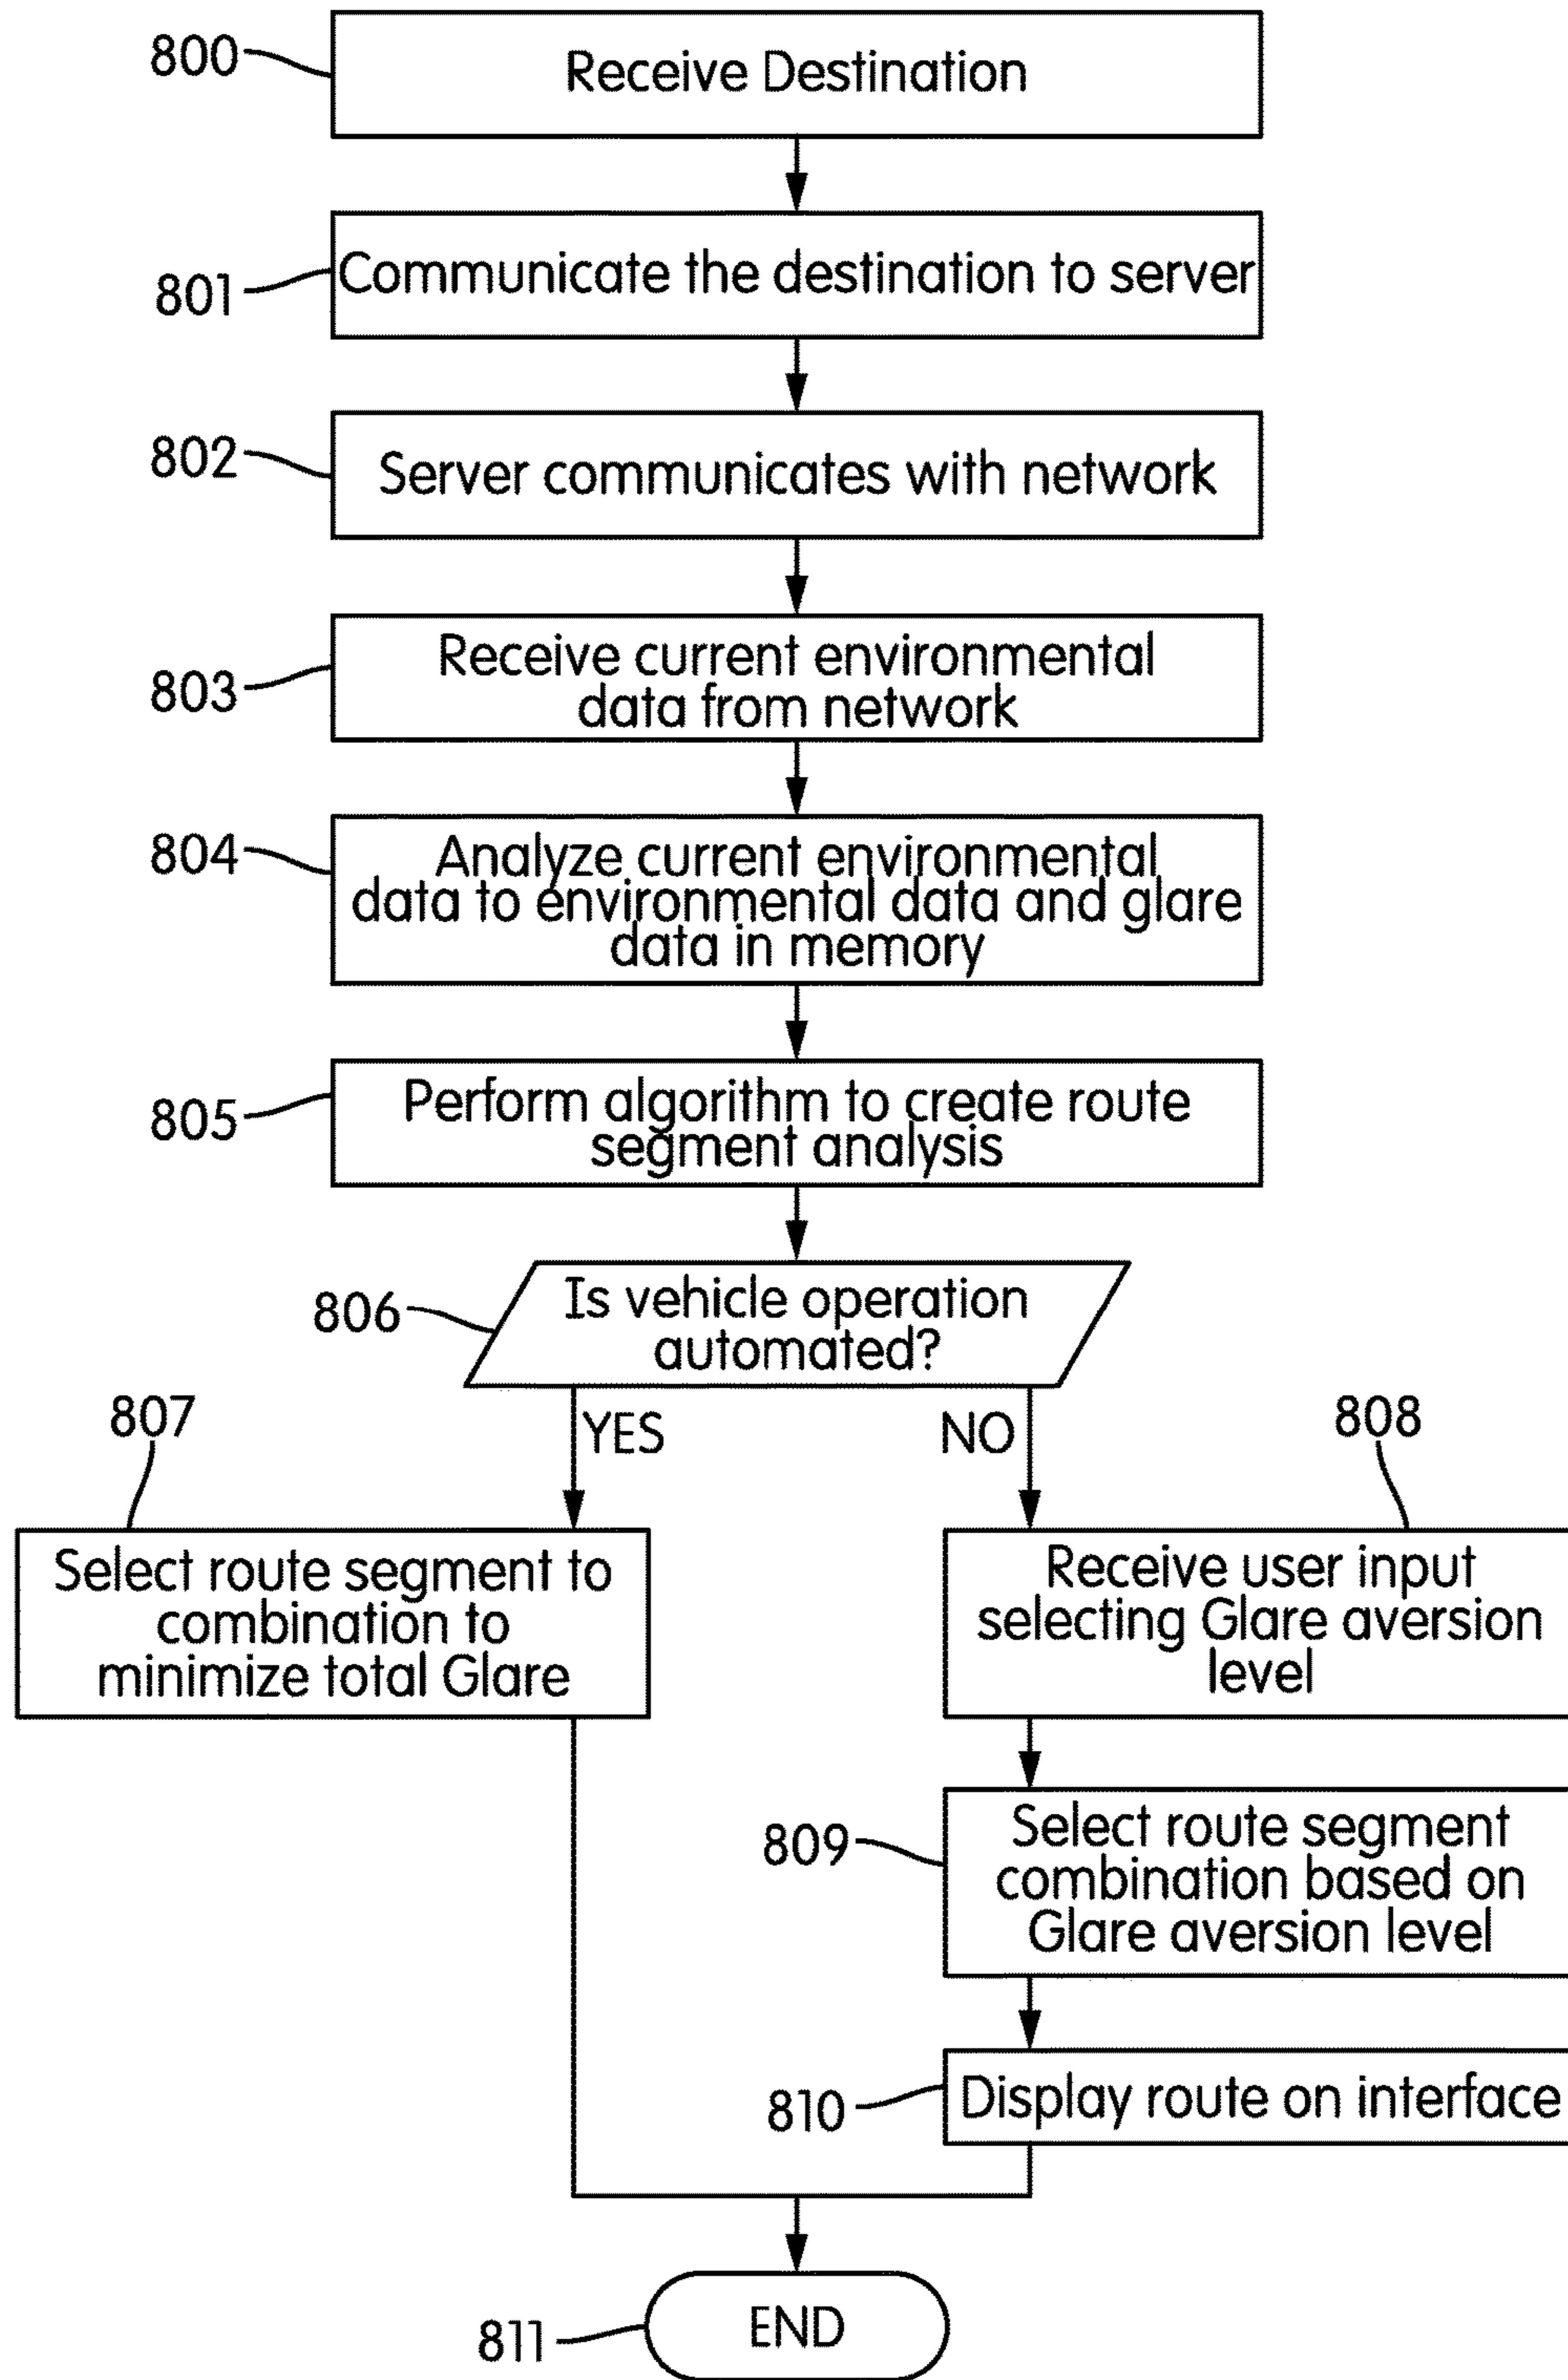 800
Receive Destination
801
Communicate the destination to server
802
Server communicates with network
803
Receive current environmental
data from network
804
Analyze current environmental
data to environmental data and glare
data in memory
805
Perform algorithm to create route
segment analysis
806
Is vehicle operation
automated?
YES
NO
807
Select route segment to
combination to
minimize total Glare
808
Receive user input
selecting Glare aversion
level
809
Select route segment
combination based on
Glare aversion level
810
Display route on interface
811
END